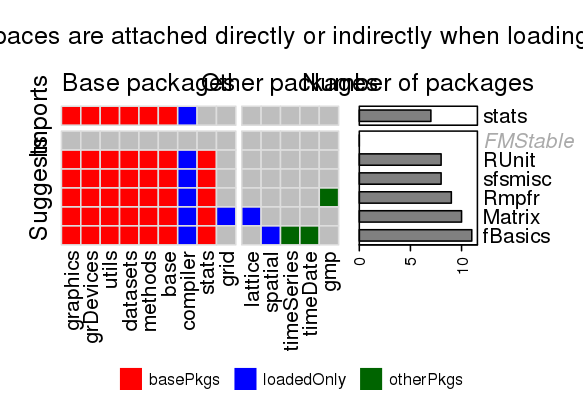 paces are attached directly or indirectly when loading
Base packages Other packages Number of packages
Imports
stats
Suggests
FMStable
RUnit
sfsmisc
Rmpfr
Matrix
fBasics
graphics
grDevices
utils
datasets
methods
base
compiler
stats
grid
lattice
spatial
timeSeries
timeDate
gmp
0 5 10
basePkgs loadedOnly otherPkgs